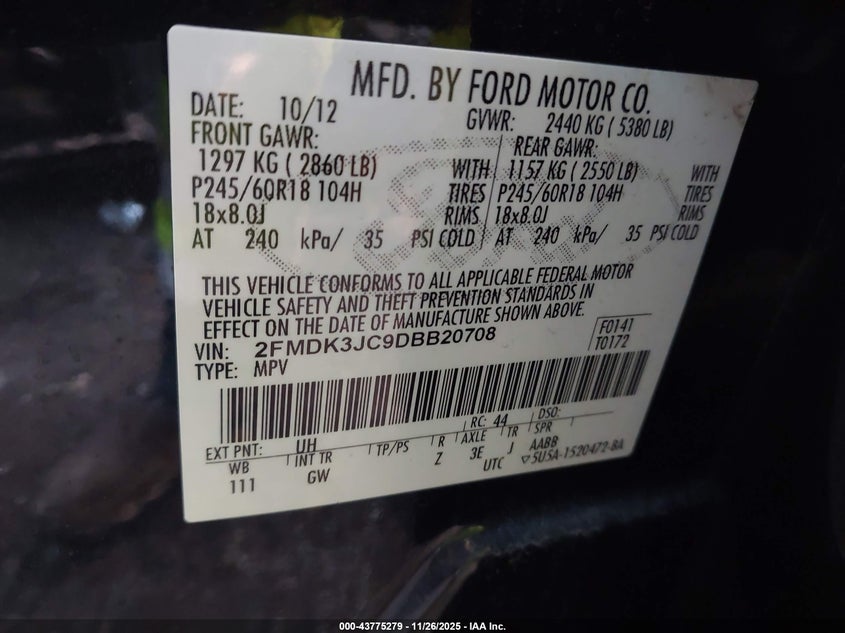 MFD. BY FORD MOTOR CO.
DATE: 10/12 GVWR: 2440 KG ( 5380 LB)
FRONT GAWR: REAR GAWR:
1297 KG ( 2860 LB) WITH 1157 KG ( 2550 LB) WITH
P245/60R18 104H TIRES P245/60R18 104H TIRES
18x8.0J RIMS 18x8.0J RIMS
AT 240 kPa/ 35 PSI COLD AT 240 kPa/ 35 PSI COLD
THIS VEHICLE CONFORMS TO ALL APPLICABLE FEDERAL MOTOR
VEHICLE SAFETY AND THEFT PREVENTION STANDARDS IN
EFFECT ON THE DATE OF MANUFACTURE SHOWN ABOVE.
F0141
VIN: 2FMDK3JC9DBB20708
T0172
TYPE: MPV
RC: 44 DSO:
EXT PNT: UH
WB INT TR TP/PS R AXLE TR SPR
111 GW Z 3E J AABB
UTC ▽5U5A-1520472-BA
000-43775279 - 11/26/2025 - IAA Inc.